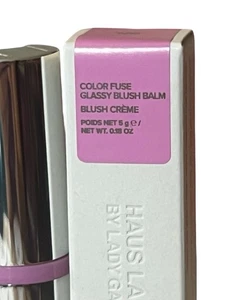 COLOR FUSE
GLASSY BLUSH BALM
BLUSH CRÈME
POIDS NET 5 g ℮/
NET WT. 0.18 OZ
HAUS LA
BY LADY GA